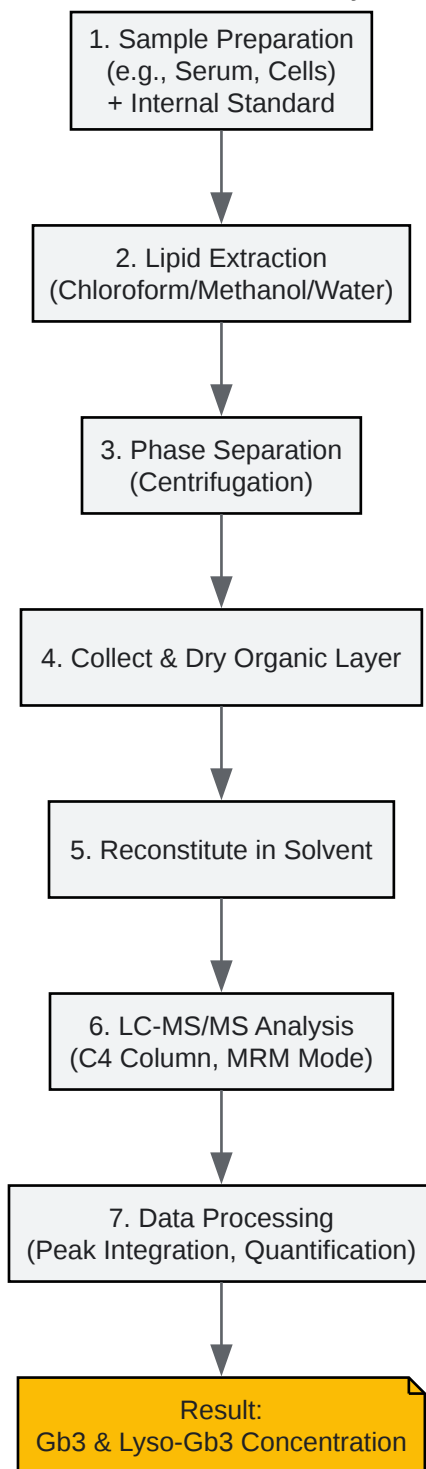 1. Sample Preparation
(e.g., Serum, Cells)
+ Internal Standard
2. Lipid Extraction
(Chloroform/Methanol/Water)
3. Phase Separation
(Centrifugation)
4. Collect & Dry Organic Layer
5. Reconstitute in Solvent
6. LC-MS/MS Analysis
(C4 Column, MRM Mode)
7. Data Processing
(Peak Integration, Quantification)
Result:
Gb3 & Lyso-Gb3 Concentration